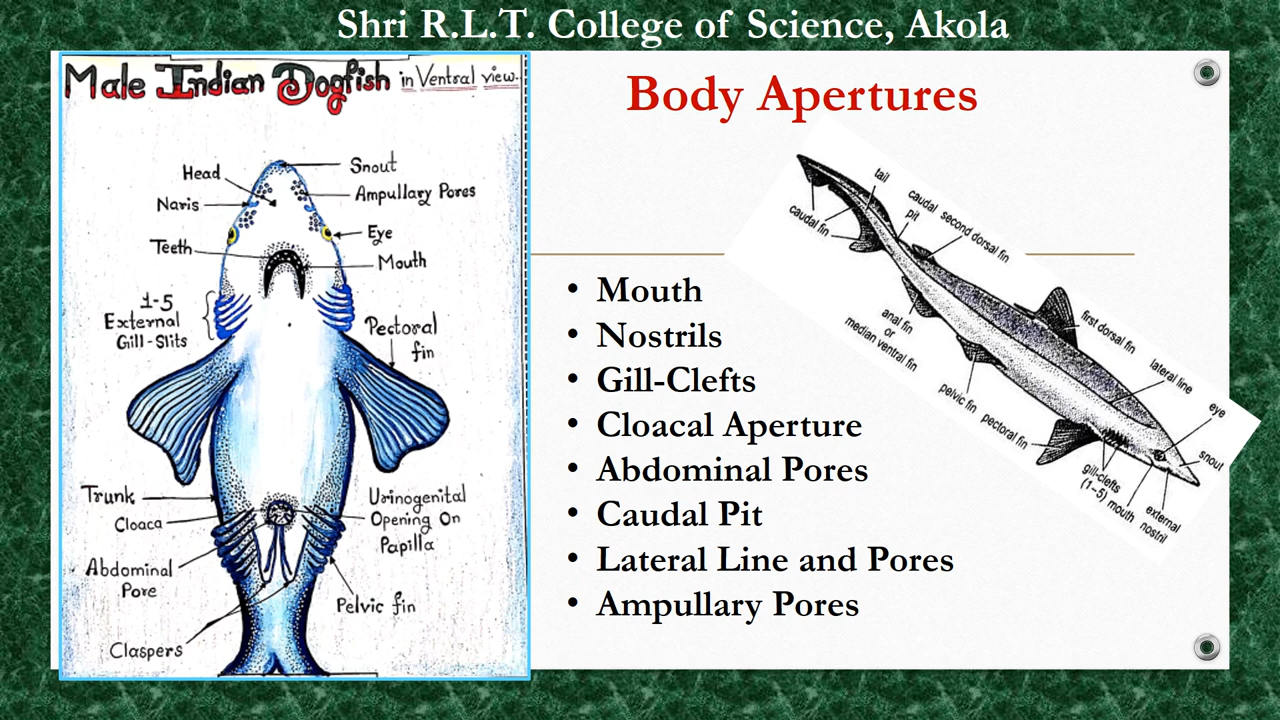 Shri R.L.T. College of Science, Akola
Male Indian Dogfish in Ventral view.
Head
Snout
Ampullary Pores
Naris
Eye
Teeth
Mouth
1-5
External
Gill-Slits
Pectoral
fin
Trunk
Cloaca
Urinogenital
Opening On
Papilla
Abdominal
Pore
Pelvic fin
Claspers
Body Apertures
tail
caudal fin
caudal
pit
second dorsal fin
anal fin
or
median ventral fin
first dorsal fin
lateral line
eye
pelvic fin
pectoral fin
snout
gill-clefts
(1-5)
mouth
external
nostril
• Mouth
• Nostrils
• Gill-Clefts
• Cloacal Aperture
• Abdominal Pores
• Caudal Pit
• Lateral Line and Pores
• Ampullary Pores